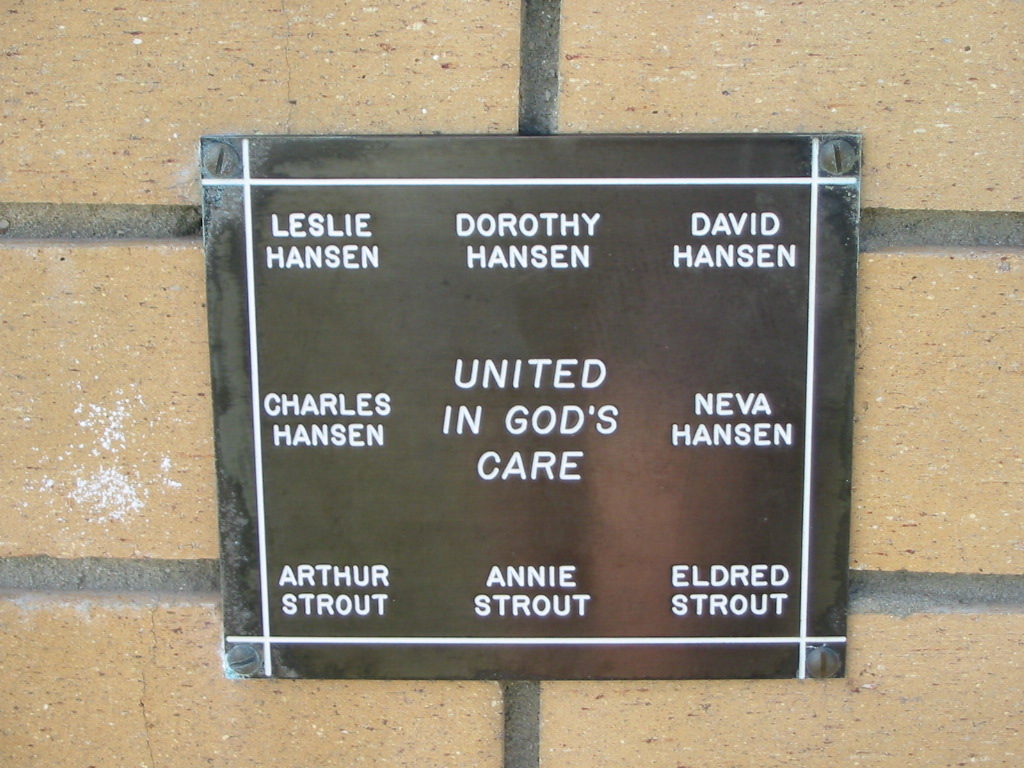 LESLIE
HANSEN
DOROTHY
HANSEN
DAVID
HANSEN
CHARLES
HANSEN
UNITED
IN GOD'S
CARE
NEVA
HANSEN
ARTHUR
STROUT
ANNIE
STROUT
ELDRED
STROUT